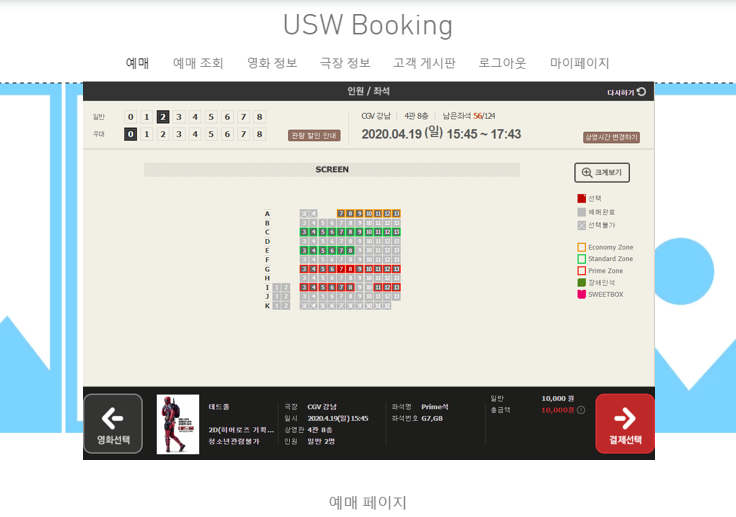 USW Booking
예매 예매 조회 영화 정보 극장 정보 고객 게시판 로그아웃 마이페이지
인원 / 좌석 다시하기
일반 0 1 2 3 4 5 6 7 8 CGV 강남 4관 8층 남은좌석 56/124
우대 0 1 2 3 4 5 6 7 8 관람 할인 안내 2020.04.19 (일) 15:45 ~ 17:43 상영시간 변경하기
SCREEN 크게보기
선택
예매완료
선택불가
A 7 8 9 10 11 12 13
B 3 4 5 6 7 8 9 10 11 12 13
C 3 4 5 6 7 8 9 10 11 12 13
D 3 4 5 6 7 8 9 10 11 12 13
E 3 4 5 6 7 8 9 10 11 12 13
F 3 4 5 6 7 8 9 10 11 12 13
G 3 4 5 6 7 8 9 10 11 12 13
H 3 4 5 6 7 8 9 10 11 12 13
I 1 2 3 4 5 6 7 8 9 10 11 12 13
J 1 2 3 4 5 6 7 8 9 10 11 12 13
K 1 2
Economy Zone
Standard Zone
Prime Zone
장애인석
SWEETBOX
영화선택
데드풀
2D(히어로즈 기획...
청소년관람불가
극장 CGV 강남
일시 2020.4.19(일) 15:45
상영관 4관 8층
인원 일반 2명
좌석명 Prime석
좌석번호 G7,G8
일반 10,000 원
총금액 10,000원
결제선택
예매 페이지